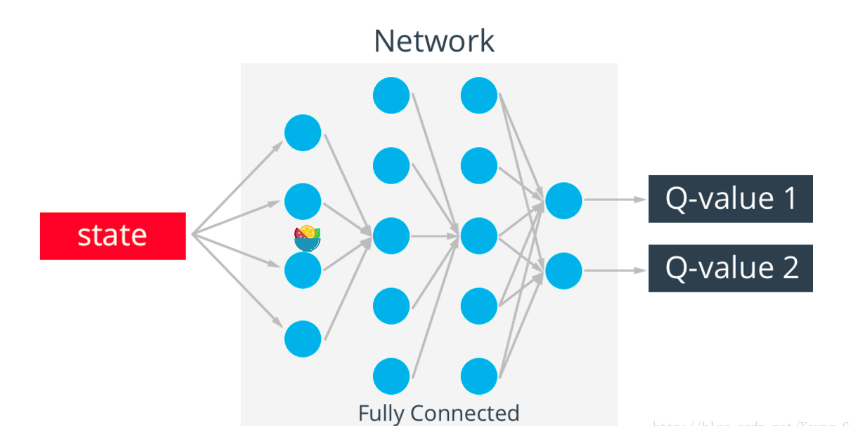 Network
state
Q-value 1
Q-value 2
Fully Connected